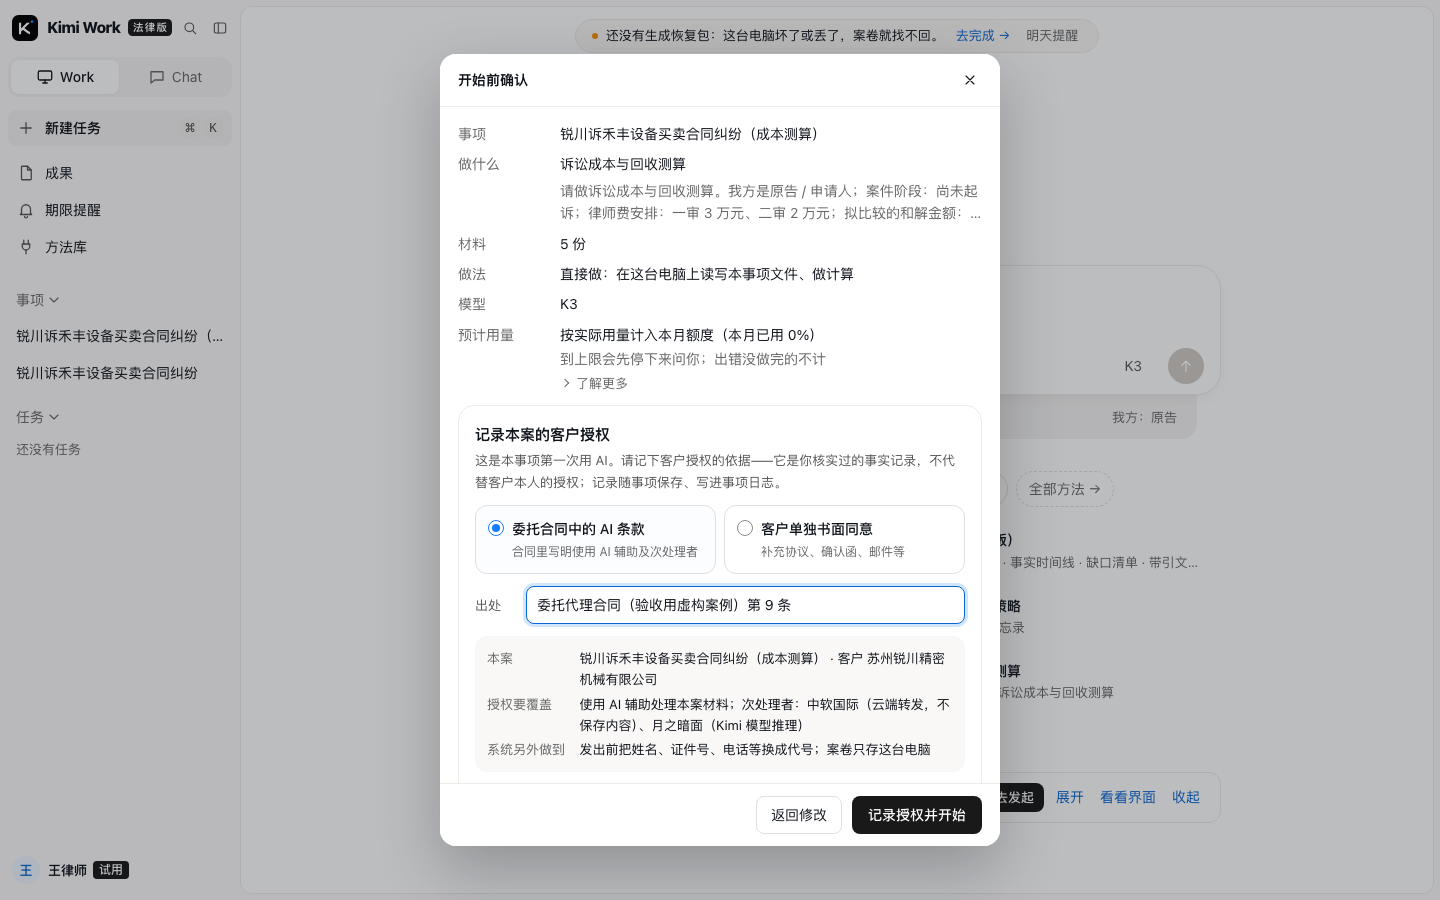 Kimi Work 法律版
Work
Chat
新建任务 ⌘ K
成果
期限提醒
方法库
事项
锐川诉禾丰设备买卖合同纠纷（...
锐川诉禾丰设备买卖合同纠纷
任务
还没有任务
王 王律师 试用
还没有生成恢复包：这台电脑坏了或丢了，案卷就找不回。 去完成 → 明天提醒
开始前确认
事项 锐川诉禾丰设备买卖合同纠纷（成本测算）
做什么 诉讼成本与回收测算
请做诉讼成本与回收测算。我方是原告 / 申请人；案件阶段：尚未起
诉；律师费安排：一审 3 万元、二审 2 万元；拟比较的和解金额：...
材料 5 份
做法 直接做：在这台电脑上读写本事项文件、做计算
模型 K3
预计用量 按实际用量计入本月额度（本月已用 0%）
到上限会先停下来问你；出错没做完的不计
了解更多
记录本案的客户授权
这是本事项第一次用 AI。请记下客户授权的依据——它是你核实过的事实记录，不代
替客户本人的授权；记录随事项保存、写进事项日志。
委托合同中的 AI 条款
合同里写明使用 AI 辅助及次处理者
客户单独书面同意
补充协议、确认函、邮件等
出处 委托代理合同（验收用虚构案例）第 9 条
本案 锐川诉禾丰设备买卖合同纠纷（成本测算） · 客户 苏州锐川精密
机械有限公司
授权要覆盖 使用 AI 辅助处理本案材料；次处理者：中软国际（云端转发，不
保存内容）、月之暗面（Kimi 模型推理）
系统另外做到 发出前把姓名、证件号、电话等换成代号；案卷只存这台电脑
返回修改
记录授权并开始
K3
我方：原告
全部方法 →
版）
· 事实时间线 · 缺口清单 · 带引文...
策略
忘录
测算
诉讼成本与回收测算
去发起 展开 看看界面 收起